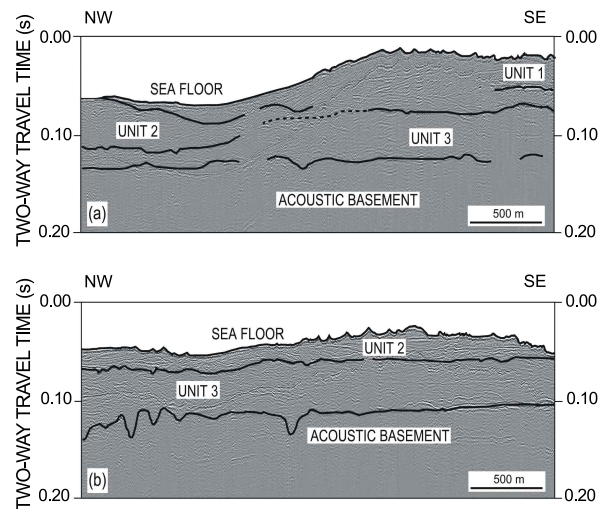 NW SE
TWO-WAY TRAVEL TIME (s)
0.00 0.00
SEA FLOOR
UNIT 1
0.10 0.10
UNIT 2
UNIT 3
ACOUSTIC BASEMENT
(a)
500 m
0.20 0.20
NW SE
TWO-WAY TRAVEL TIME (s)
0.00 0.00
SEA FLOOR
UNIT 2
UNIT 3
0.10 0.10
ACOUSTIC BASEMENT
(b)
500 m
0.20 0.20